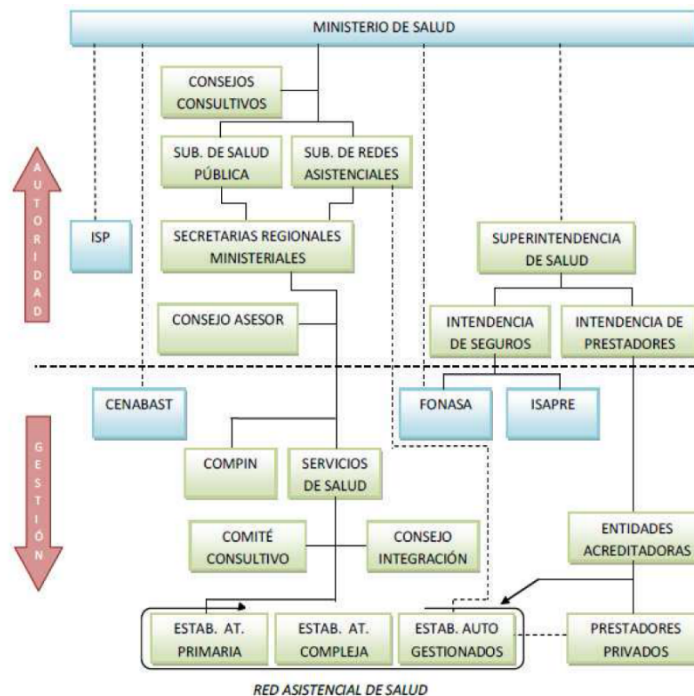 MINISTERIO DE SALUD
CONSEJOS
CONSULTIVOS
SUB. DE SALUD
PÚBLICA
SUB. DE REDES
ASISTENCIALES
AUTORIDAD
ISP
SECRETARIAS REGIONALES
MINISTERIALES
SUPERINTENDENCIA
DE SALUD
CONSEJO ASESOR
INTENDENCIA
DE SEGUROS
INTENDENCIA DE
PRESTADORES
CENABAST
FONASA
ISAPRE
GESTIÓN
COMPIN
SERVICIOS
DE SALUD
COMITÉ
CONSULTIVO
CONSEJO
INTEGRACIÓN
ENTIDADES
ACREDITADORAS
ESTAB. AT.
PRIMARIA
ESTAB. AT.
COMPLEJA
ESTAB. AUTO
GESTIONADOS
PRESTADORES
PRIVADOS
RED ASISTENCIAL DE SALUD